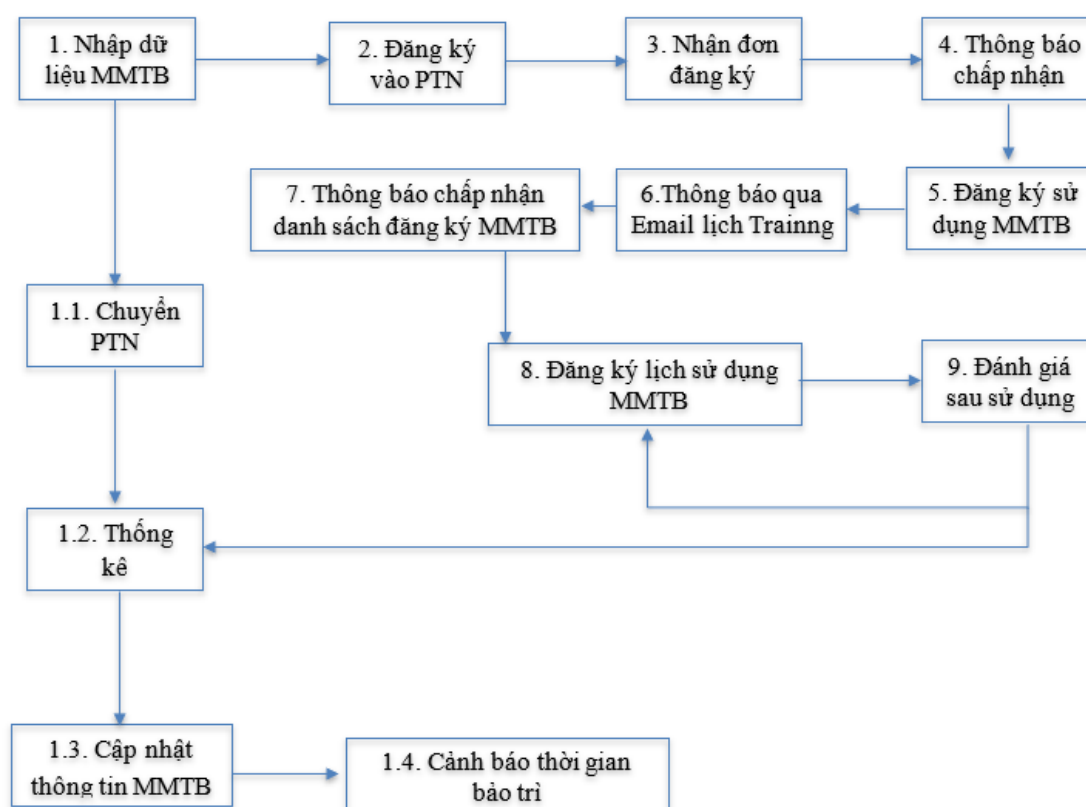 1. Nhập dữ
liệu MMTB
2. Đăng ký
vào PTN
3. Nhận đơn
đăng ký
4. Thông báo
chấp nhận
7. Thông báo chấp nhận
danh sách đăng ký MMTB
6.Thông báo qua
Email lịch Trainng
5. Đăng ký sử
dụng MMTB
1.1. Chuyển
PTN
8. Đăng ký lịch sử dụng
MMTB
9. Đánh giá
sau sử dụng
1.2. Thống
kê
1.3. Cập nhật
thông tin MMTB
1.4. Cảnh báo thời gian
bảo trì